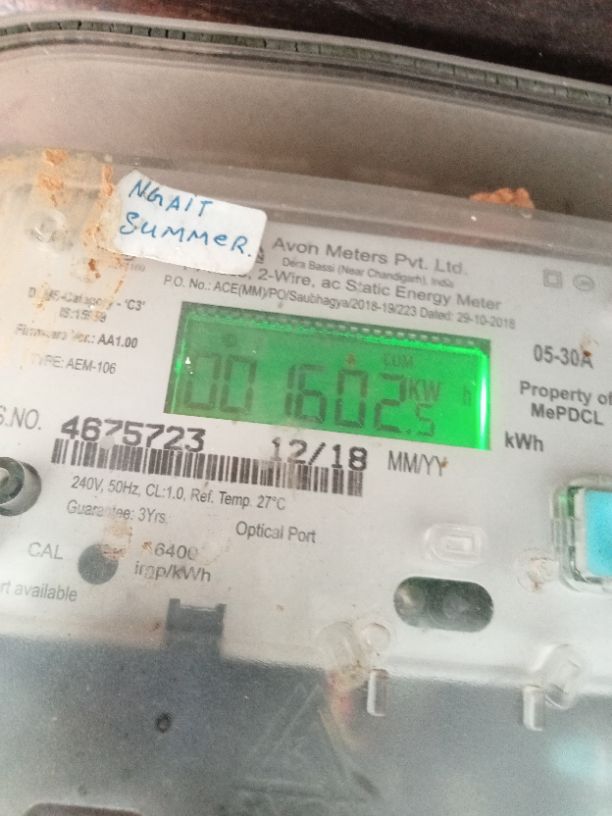 NGAIT
SUMMER.
Avon Meters Pvt. Ltd.
Dera Bassi (Near Chandigarh), India
2-Wire, ac Static Energy Meter
P.O. No.: ACE(MM)/PO/Saubhagya/2018-19/223 Dated: 29-10-2018
- 'C3'
Firmware Ver.: AA1.00
TYPE: AEM-106
COM
001602.5 KW h
05-30A
Property of
MePDCL
kWh
S.NO. 4675723 12/18 MM/YY
240V, 50Hz, CL:1.0, Ref. Temp. 27°C
Guarantee: 3Yrs.
Optical Port
CAL 6400
imp/kWh
rt available